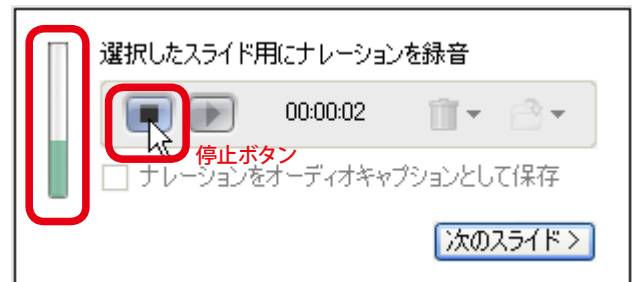 選択したスライド用にナレーションを録音
00:00:02
停止ボタン
ナレーションをオーディオキャプションとして保存
次のスライド >